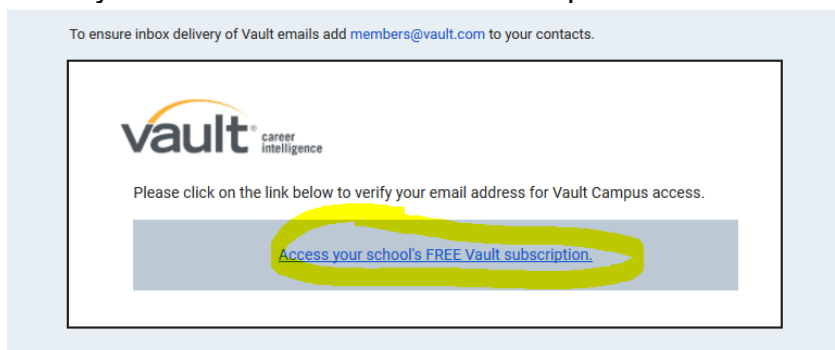 To ensure inbox delivery of Vault emails add members@vault.com to your contacts.
vault career
intelligence
Please click on the link below to verify your email address for Vault Campus access.
Access your school's FREE Vault subscription.